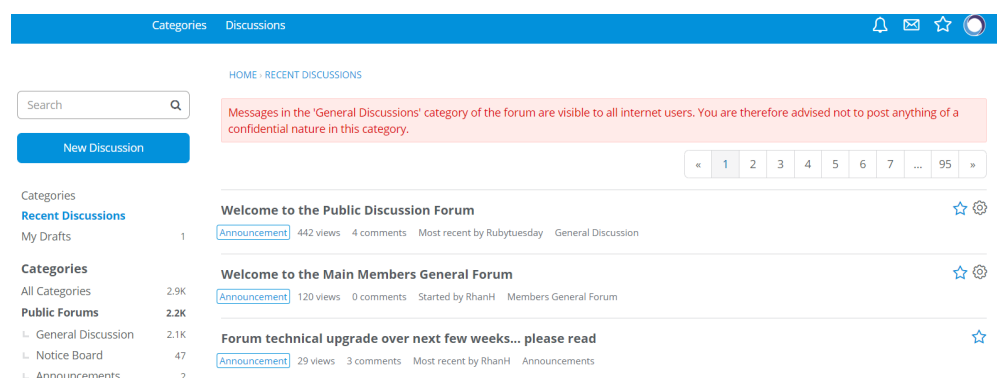 Categories Discussions
HOME › RECENT DISCUSSIONS
Search
Messages in the 'General Discussions' category of the forum are visible to all internet users. You are therefore advised not to post anything of a
confidential nature in this category.
New Discussion
« 1 2 3 4 5 6 7 ... 95 »
Categories
Recent Discussions
My Drafts 1
Categories
All Categories 2.9K
Public Forums 2.2K
General Discussion 2.1K
Notice Board 47
Announcements 2
Welcome to the Public Discussion Forum
Announcement 442 views 4 comments Most recent by Rubytuesday General Discussion
Welcome to the Main Members General Forum
Announcement 120 views 0 comments Started by RhanH Members General Forum
Forum technical upgrade over next few weeks... please read
Announcement 29 views 3 comments Most recent by RhanH Announcements